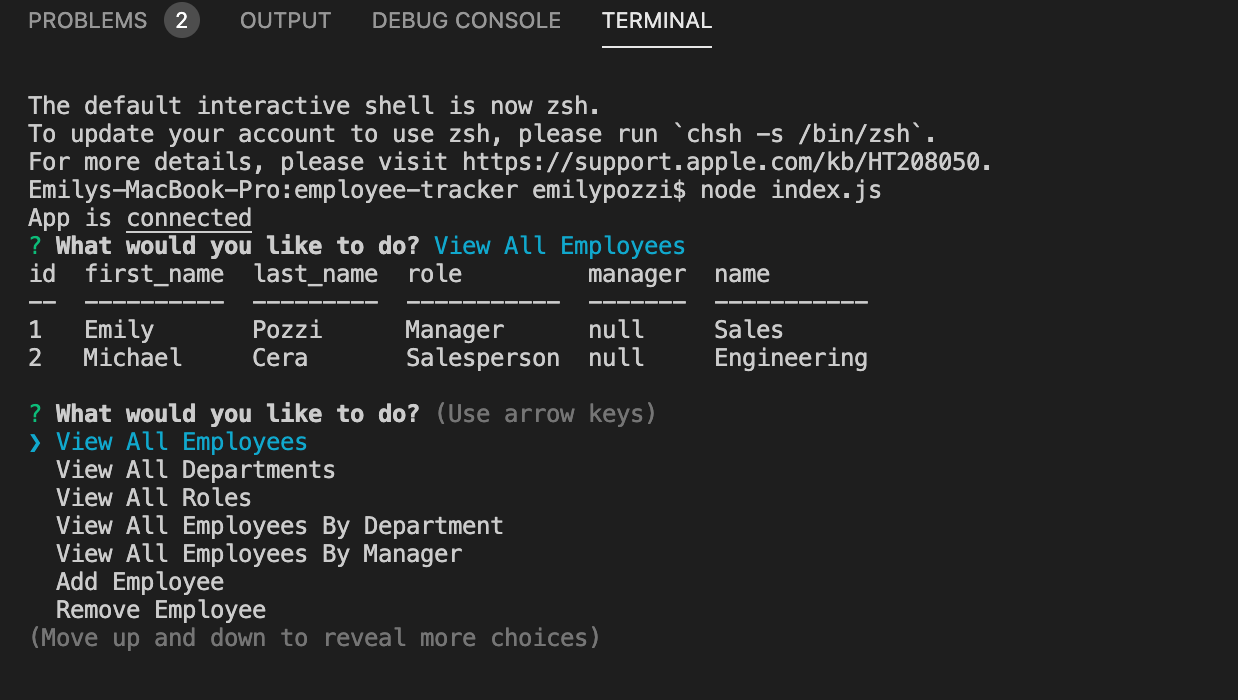 PROBLEMS 2 OUTPUT DEBUG CONSOLE TERMINAL
The default interactive shell is now zsh.
To update your account to use zsh, please run `chsh -s /bin/zsh`.
For more details, please visit https://support.apple.com/kb/HT208050.
Emilys-MacBook-Pro:employee-tracker emilypozzi$ node index.js
App is connected
? What would you like to do? View All Employees
id  first_name  last_name  role         manager  name
--  ----------  ---------  -----------  -------  -----------
1   Emily       Pozzi      Manager      null     Sales
2   Michael     Cera       Salesperson  null     Engineering
? What would you like to do? (Use arrow keys)
❯ View All Employees
  View All Departments
  View All Roles
  View All Employees By Department
  View All Employees By Manager
  Add Employee
  Remove Employee
(Move up and down to reveal more choices)